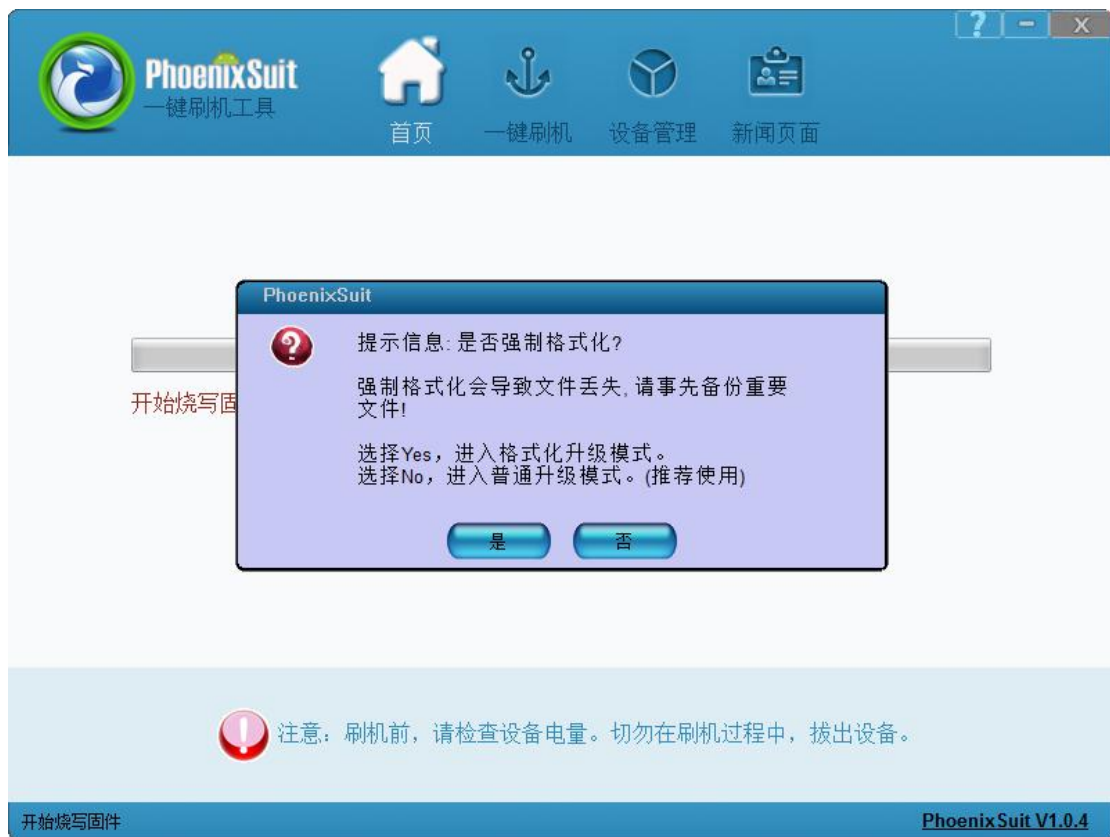 ? - X
PhoenixSuit
一键刷机工具
首页 一键刷机 设备管理 新闻页面
PhoenixSuit
提示信息: 是否强制格式化?
强制格式化会导致文件丢失, 请事先备份重要
文件!
选择Yes，进入格式化升级模式。
选择No，进入普通升级模式。(推荐使用)
是 否
开始烧写固
注意：刷机前，请检查设备电量。切勿在刷机过程中，拔出设备。
开始烧写固件 PhoenixSuit V1.0.4